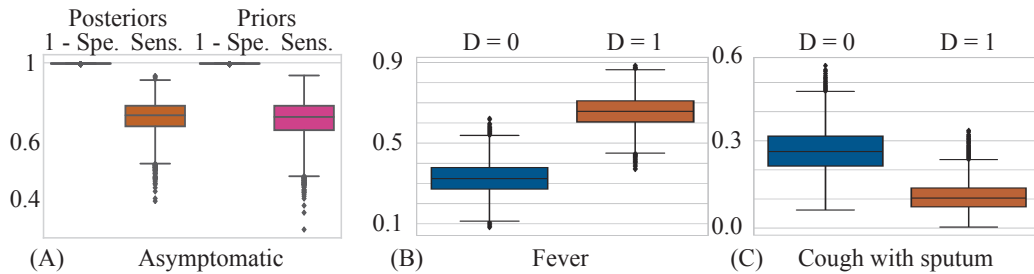 Posteriors Priors
1 - Spe. Sens. 1 - Spe. Sens.
1
0.6
0.4
(A) Asymptomatic
D = 0 D = 1
0.9
0.5
0.1
(B) Fever
D = 0 D = 1
0.6
0.3
0.0
(C) Cough with sputum